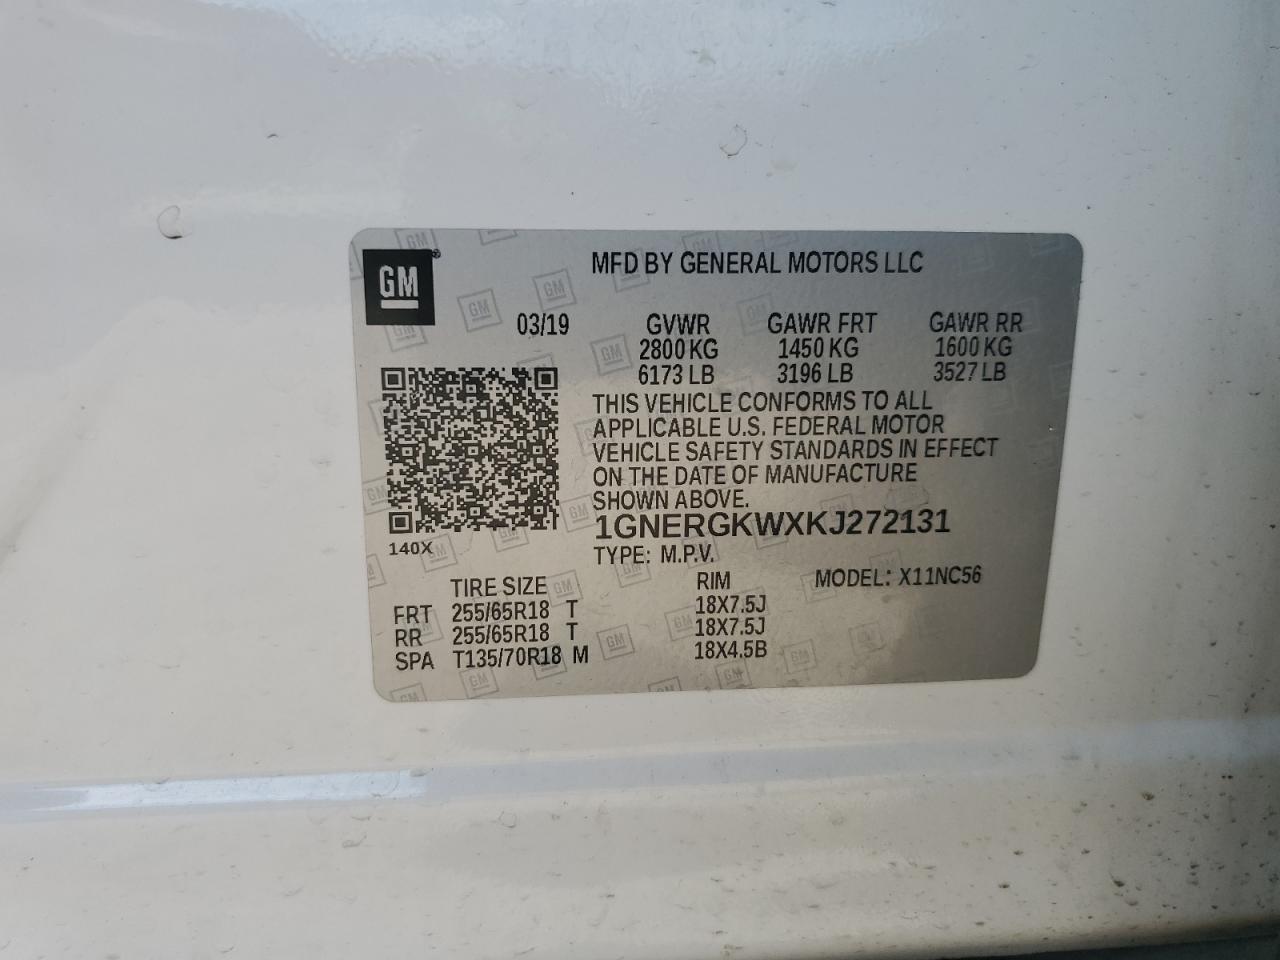 GM
MFD BY GENERAL MOTORS LLC
03/19 GVWR GAWR FRT GAWR RR
2800 KG 1450 KG 1600 KG
6173 LB 3196 LB 3527 LB
THIS VEHICLE CONFORMS TO ALL
APPLICABLE U.S. FEDERAL MOTOR
VEHICLE SAFETY STANDARDS IN EFFECT
ON THE DATE OF MANUFACTURE
SHOWN ABOVE.
1GNERGKWXKJ272131
140X
TYPE: M.P.V.
TIRE SIZE RIM MODEL: X11NC56
FRT 255/65R18 T 18X7.5J
RR 255/65R18 T 18X7.5J
SPA T135/70R18 M 18X4.5B